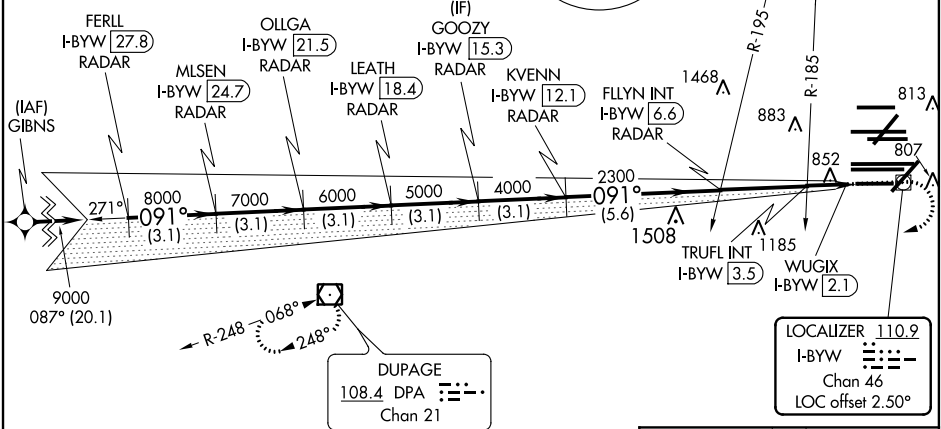 (IAF)
GIBNS
FERLL
I-BYW 27.8
RADAR
MLSEN
I-BYW 24.7
RADAR
OLLGA
I-BYW 21.5
RADAR
LEATH
I-BYW 18.4
RADAR
(IF)
GOOZY
I-BYW 15.3
RADAR
KVENN
I-BYW 12.1
RADAR
FLLYN INT
I-BYW 6.6
RADAR
R-195
R-185
1468
883
813
807
852
271°
8000
091°
(3.1)
7000
(3.1)
6000
(3.1)
5000
(3.1)
4000
(3.1)
2300
091°
(5.6)
1508
1185
TRUFL INT
I-BYW 3.5
WUGIX
I-BYW 2.1
9000
087° (20.1)
R-248
068°
248°
DUPAGE
108.4 DPA
Chan 21
LOCALIZER 110.9
I-BYW
Chan 46
LOC offset 2.50°